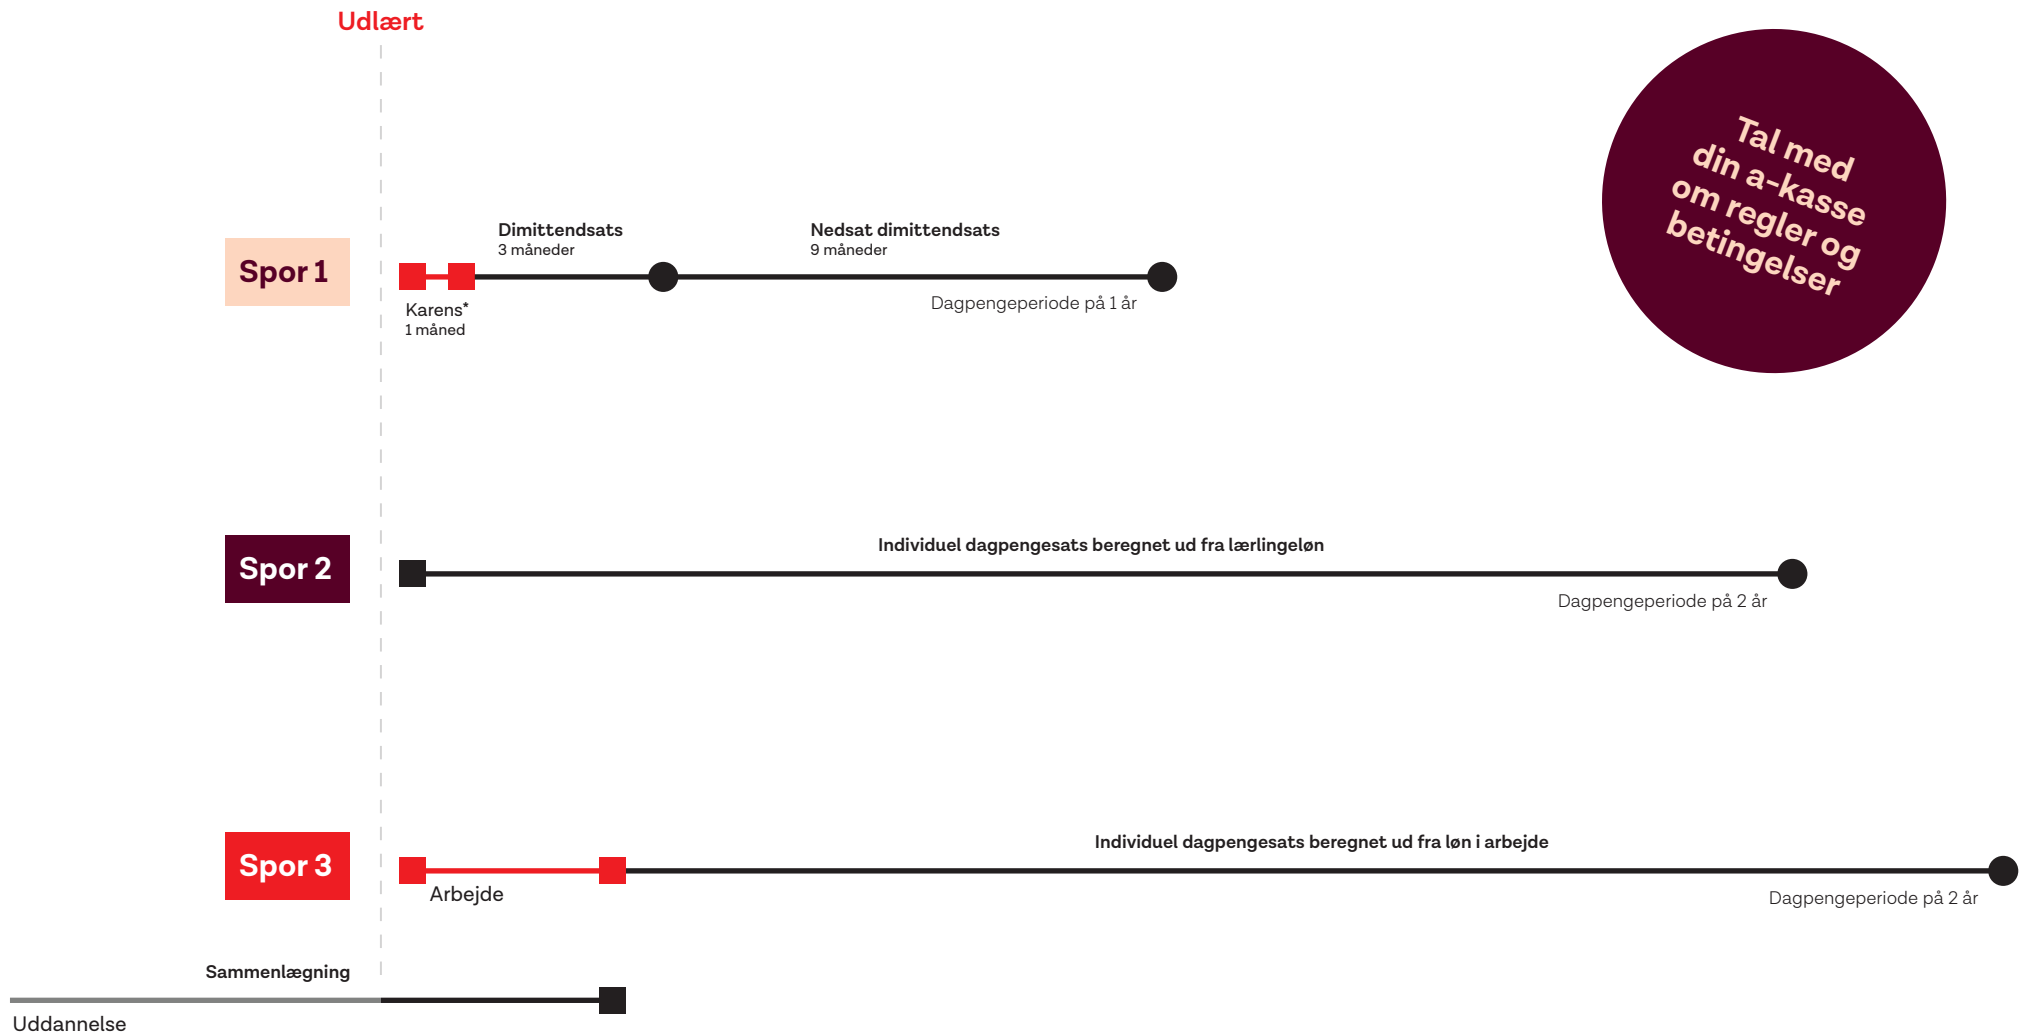 Udlært
Tal med
din a-kasse
om regler og
betingelser
Spor 1
Dimittendsats
3 måneder
Nedsat dimittendsats
9 måneder
Karens*
1 måned
Dagpengeperiode på 1 år
Spor 2
Individuel dagpengesats beregnet ud fra lærlingeløn
Dagpengeperiode på 2 år
Spor 3
Individuel dagpengesats beregnet ud fra løn i arbejde
Arbejde
Dagpengeperiode på 2 år
Sammenlægning
Uddannelse